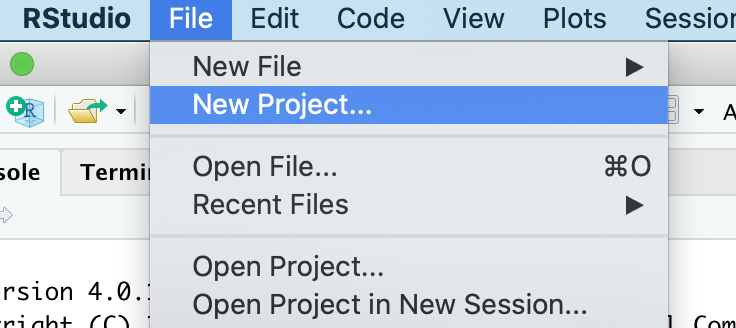 RStudio File Edit Code View Plots Session
New File
New Project...
Open File... ⌘O
Recent Files
Open Project...
Open Project in New Session...